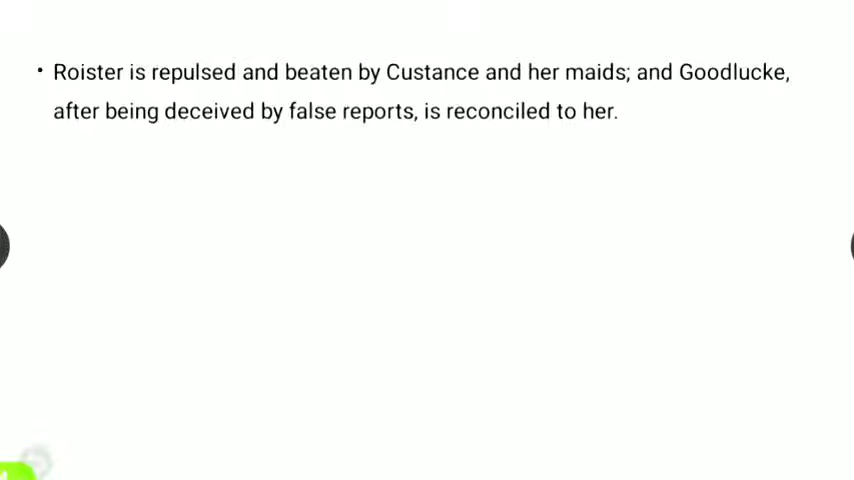 • Roister is repulsed and beaten by Custance and her maids; and Goodlucke,
after being deceived by false reports, is reconciled to her.